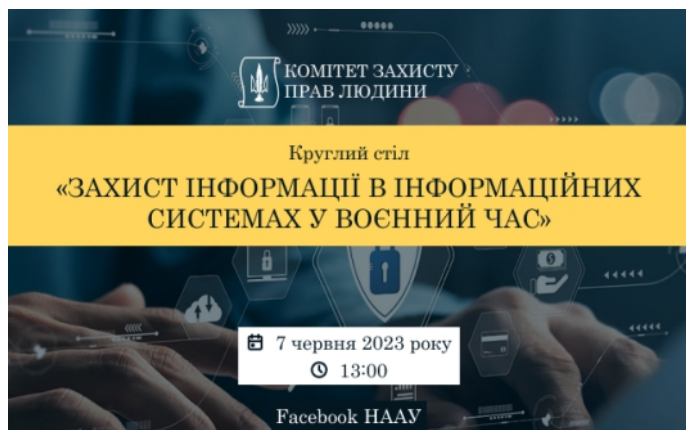 КОМІТЕТ ЗАХИСТУ
ПРАВ ЛЮДИНИ
Круглий стіл
«ЗАХИСТ ІНФОРМАЦІЇ В ІНФОРМАЦІЙНИХ
СИСТЕМАХ У ВОЄННИЙ ЧАС»
7 червня 2023 року
13:00
Facebook НААУ